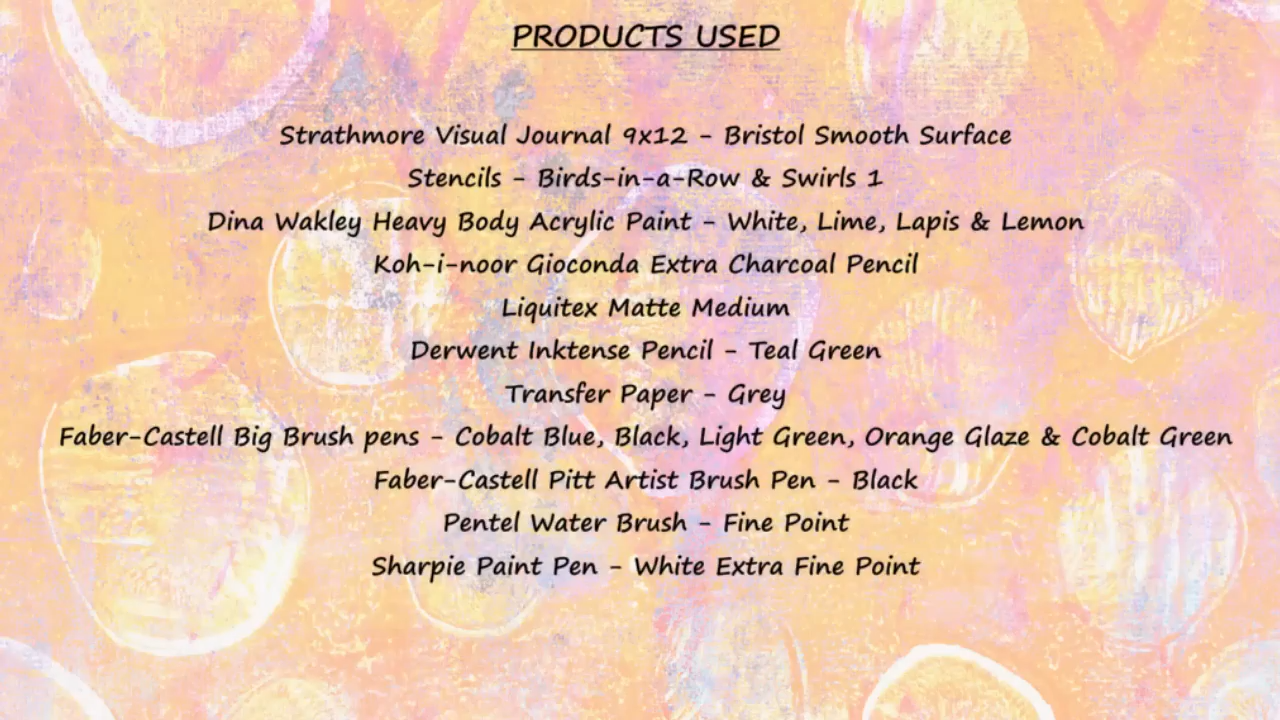 PRODUCTS USED
Strathmore Visual Journal 9x12 - Bristol Smooth Surface
Stencils - Birds-in-a-Row & Swirls 1
Dina Wakley Heavy Body Acrylic Paint - White, Lime, Lapis & Lemon
Koh-i-noor Gioconda Extra Charcoal Pencil
Liquitex Matte Medium
Derwent Inktense Pencil - Teal Green
Transfer Paper - Grey
Faber-Castell Big Brush pens - Cobalt Blue, Black, Light Green, Orange Glaze & Cobalt Green
Faber-Castell Pitt Artist Brush Pen - Black
Pentel Water Brush - Fine Point
Sharpie Paint Pen - White Extra Fine Point